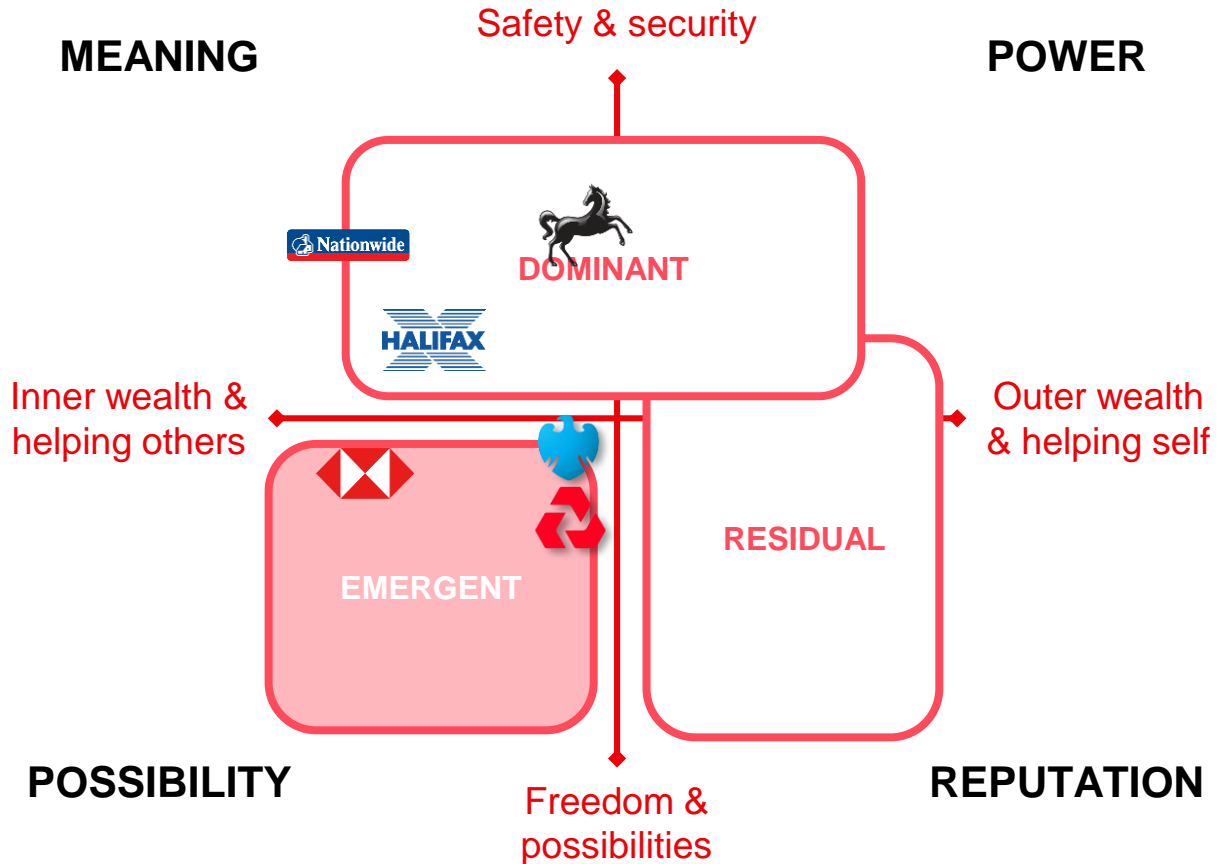 Safety & security
MEANING
POWER
Nationwide
DOMINANT
HALIFAX
Inner wealth &
helping others
Outer wealth
& helping self
RESIDUAL
EMERGENT
POSSIBILITY
REPUTATION
Freedom &
possibilities